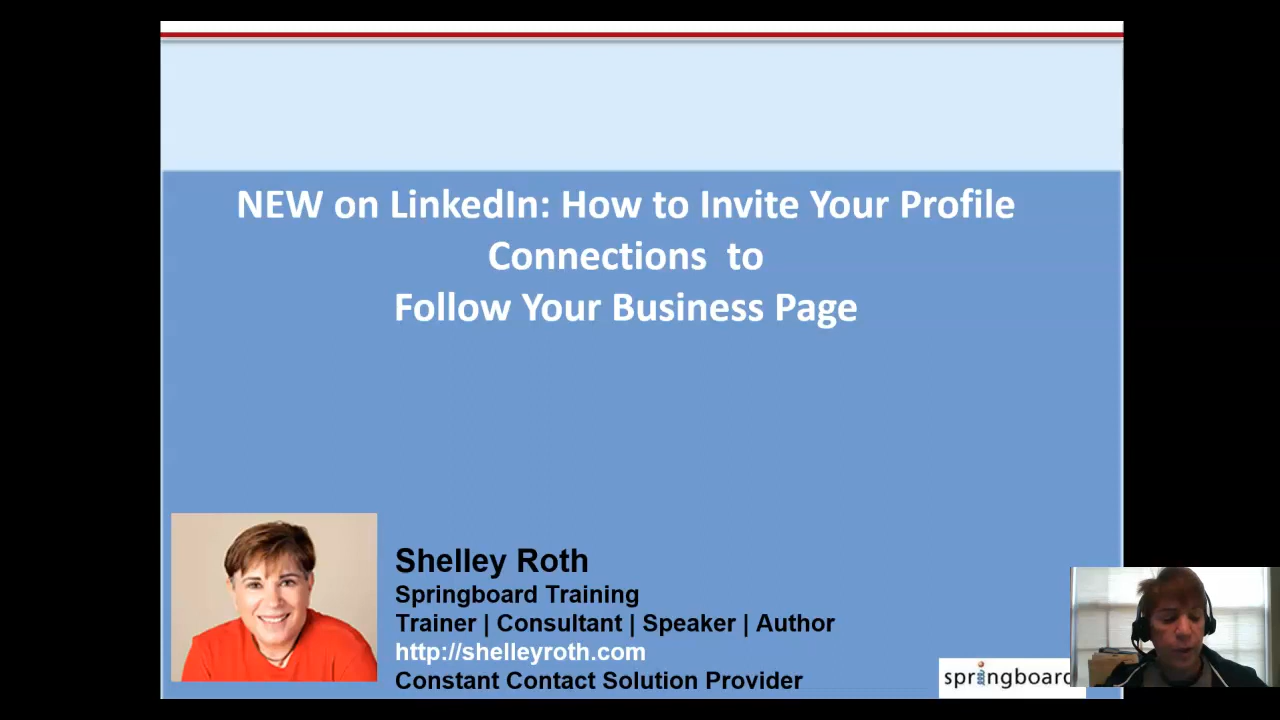 NEW on LinkedIn: How to Invite Your Profile
Connections to
Follow Your Business Page
Shelley Roth
Springboard Training
Trainer | Consultant | Speaker | Author
http://shelleyroth.com
Constant Contact Solution Provider
springboard